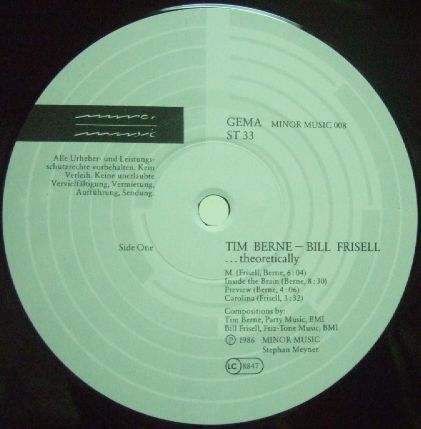 minor
music
GEMA MINOR MUSIC 008
ST 33
Alle Urheber- und Leistungs-
schutzrechte vorbehalten. Kein
Verleih. Keine unerlaubte
Vervielfältigung, Vermietung,
Aufführung, Sendung.
Side One
TIM BERNE – BILL FRISELL
... theoretically
M. (Frisell, Berne, 6:04)
Inside the Brain (Berne, 8:30)
Preview (Berne, 4:06)
Carolina (Frisell, 3:32)
Compositions by:
Tim Berne, Party Music, BMI
Bill Frisell, Friz-Tone Music, BMI
Ⓟ 1986 MINOR MUSIC
Stephan Meyner
LC 8847